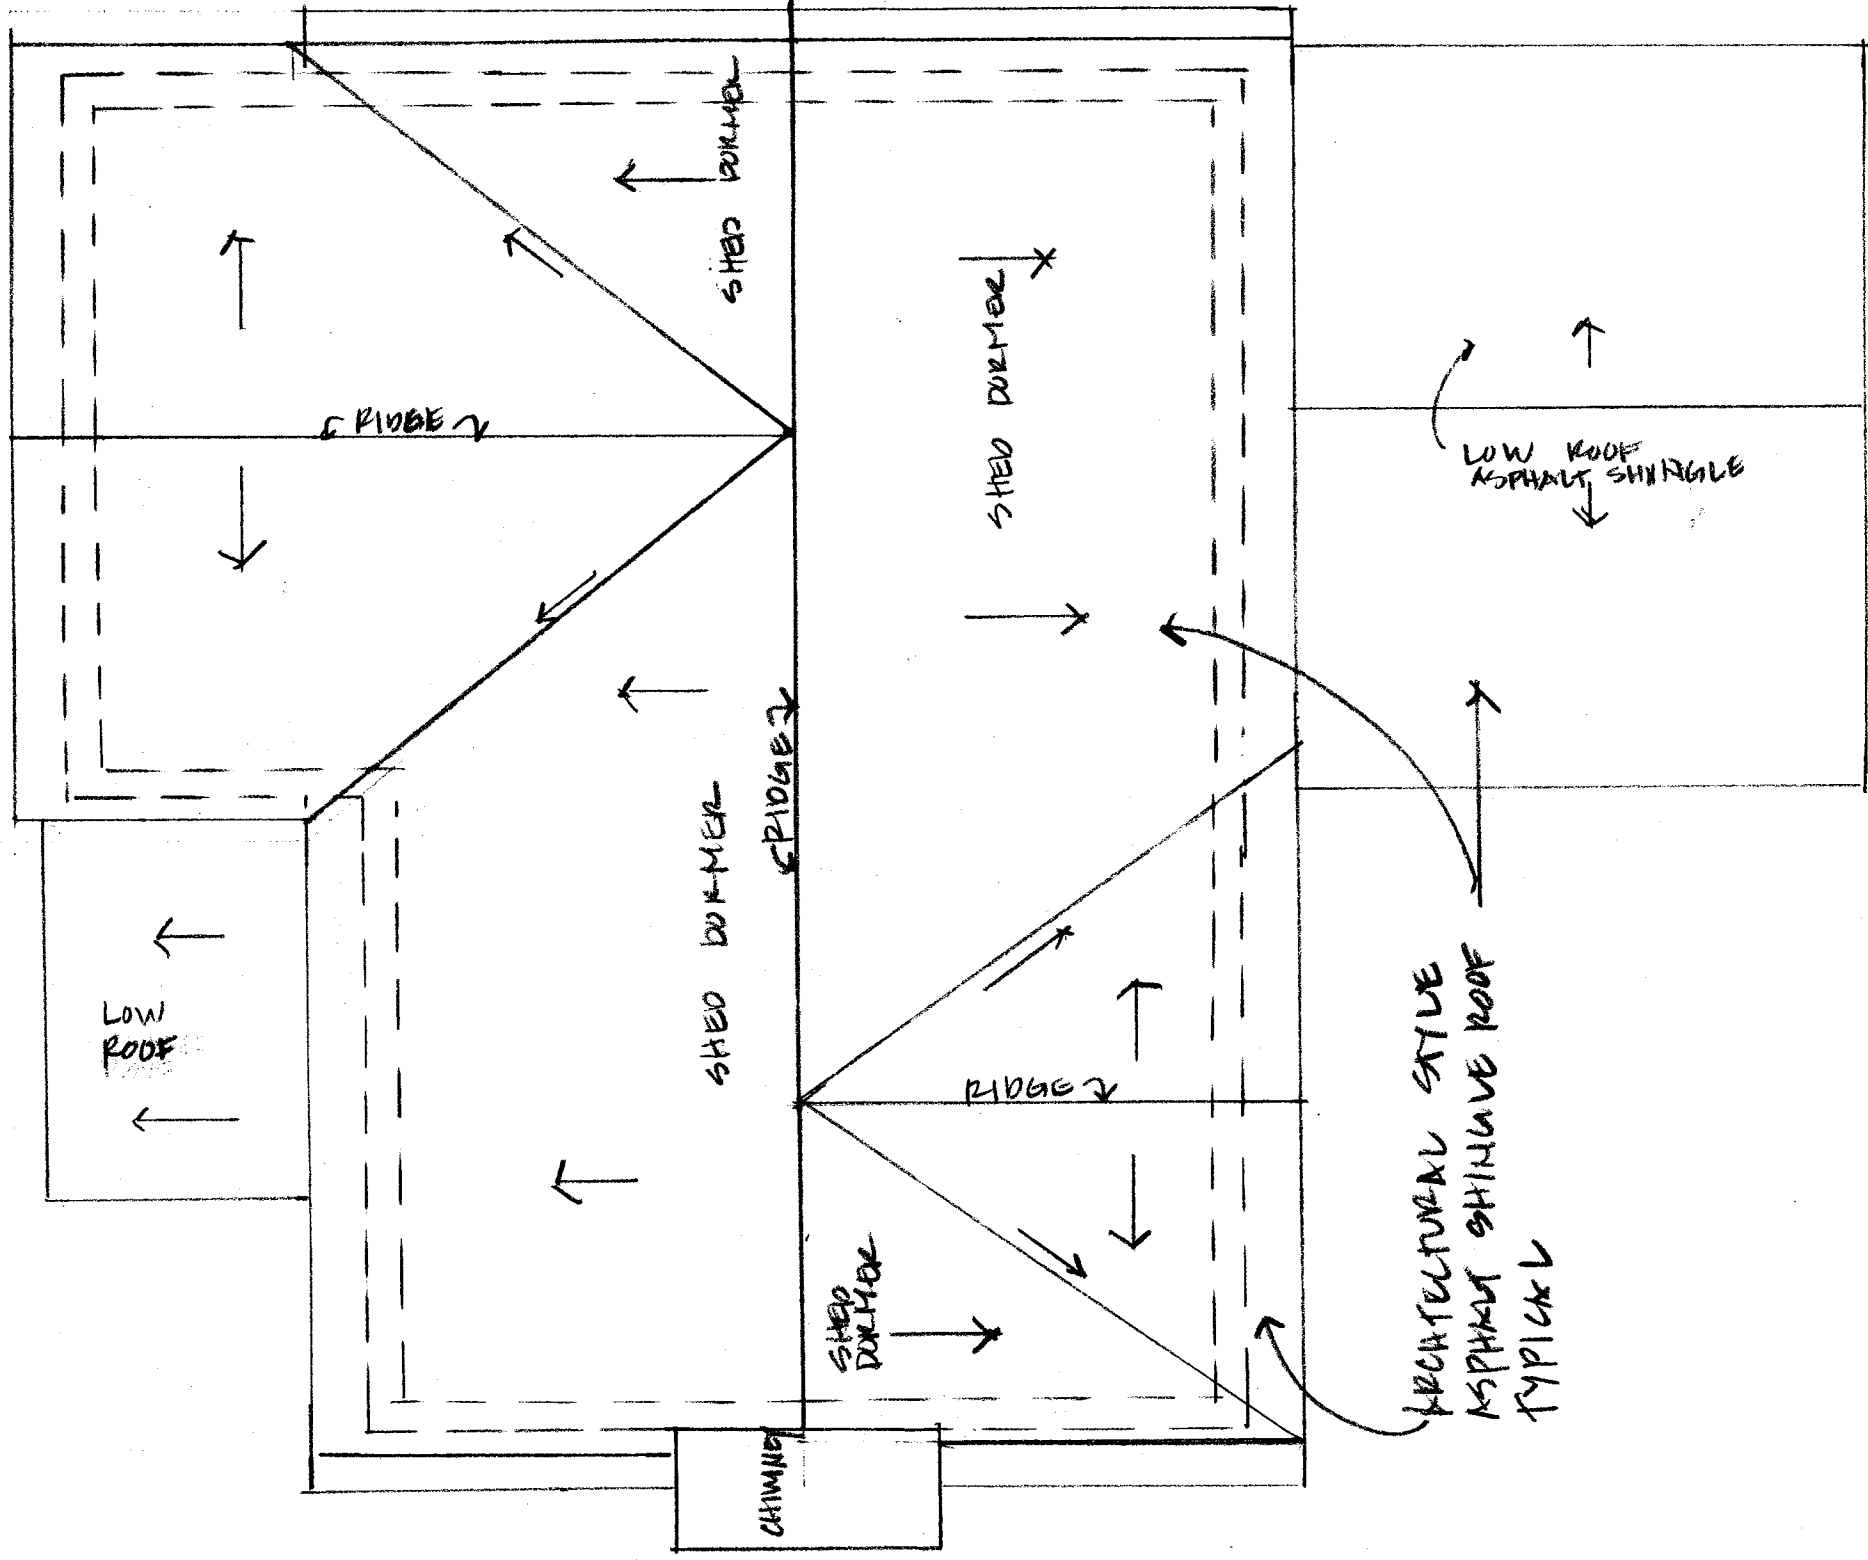 SHED DORMER
RIDGE
SHED DORMER
LOW ROOF
ASPHALT SHINGLE
RIDGE
SHED DORMER
LOW
ROOF
RIDGE
SHED
DORMER
ARCHITECTURAL STYLE
ASPHALT SHINGLE ROOF
TYPICAL
CHIMNEY